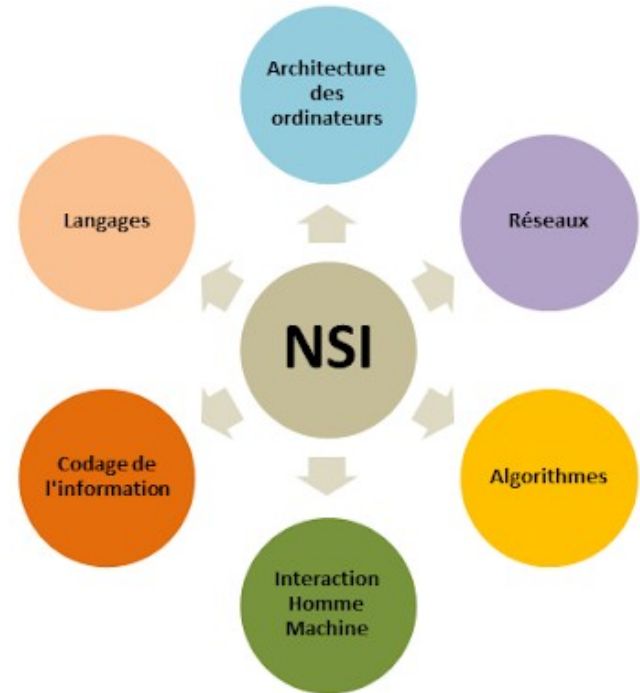 Architecture
des
ordinateurs
Langages
Réseaux
NSI
Codage de
l'information
Algorithmes
Interaction
Homme
Machine